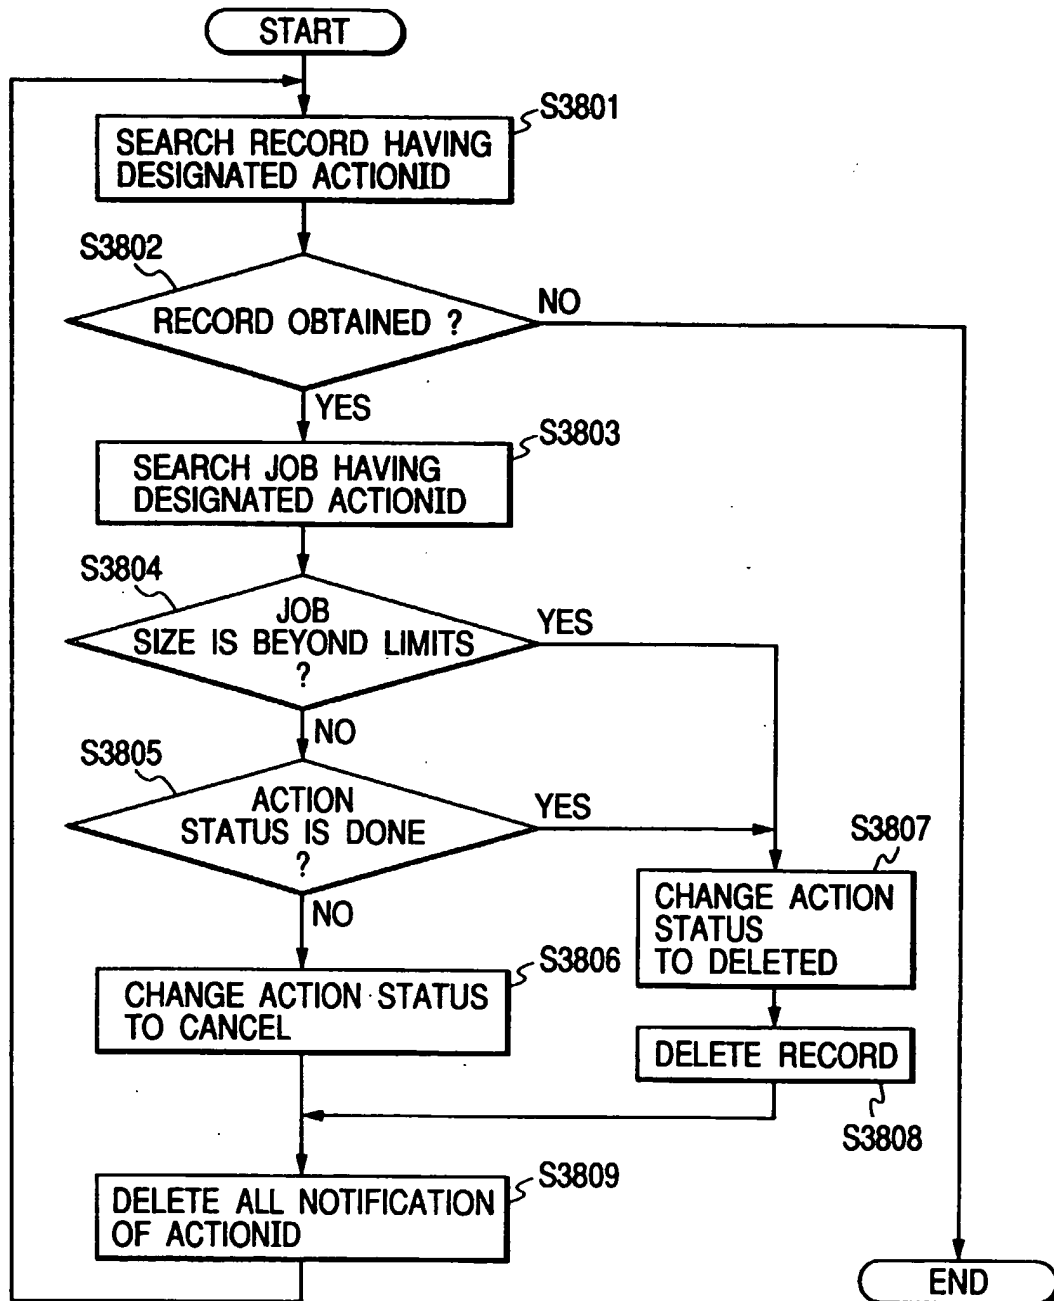 START
S3801
SEARCH RECORD HAVING
DESIGNATED ACTIONID
S3802
RECORD OBTAINED ?
NO
YES
S3803
SEARCH JOB HAVING
DESIGNATED ACTIONID
S3804
JOB
SIZE IS BEYOND LIMITS
?
YES
NO
S3805
ACTION
STATUS IS DONE
?
YES
NO
S3806
CHANGE ACTION STATUS
TO CANCEL
S3807
CHANGE ACTION
STATUS
TO DELETED
DELETE RECORD
S3808
S3809
DELETE ALL NOTIFICATION
OF ACTIONID
END